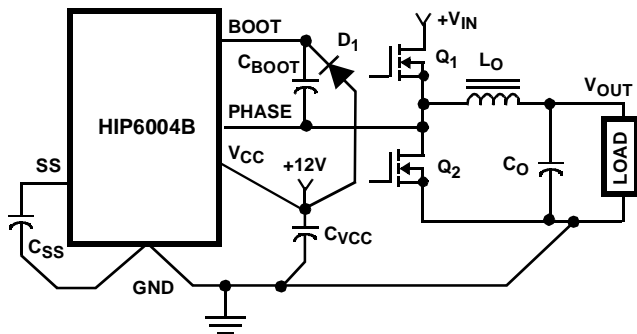 +VIN
BOOT
D1
CBOOT
Q1
LO
VOUT
PHASE
HIP6004B
VCC
SS
+12V
Q2
CO
LOAD
CSS
CVCC
GND